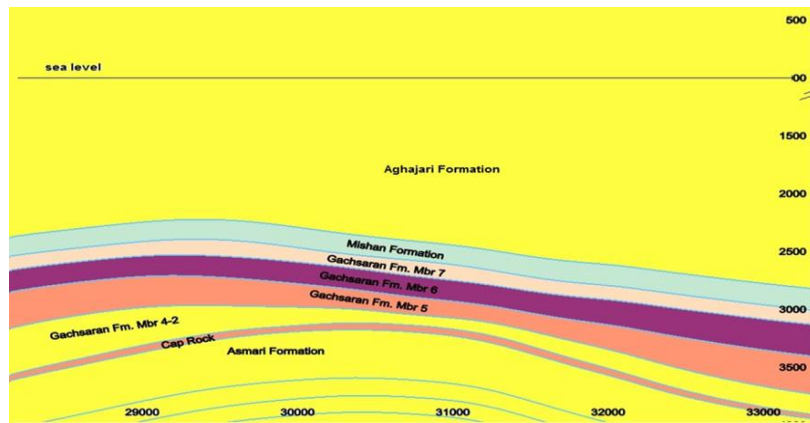 500
sea level
00
1500
Aghajari Formation
2000
Mishan Formation
2500
Gachsaran Fm. Mbr 7
Gachsaran Fm. Mbr 6
Gachsaran Fm. Mbr 5
3000
Gachsaran Fm. Mbr 4-2
Cap Rock
Asmari Formation
3500
29000
30000
31000
32000
33000